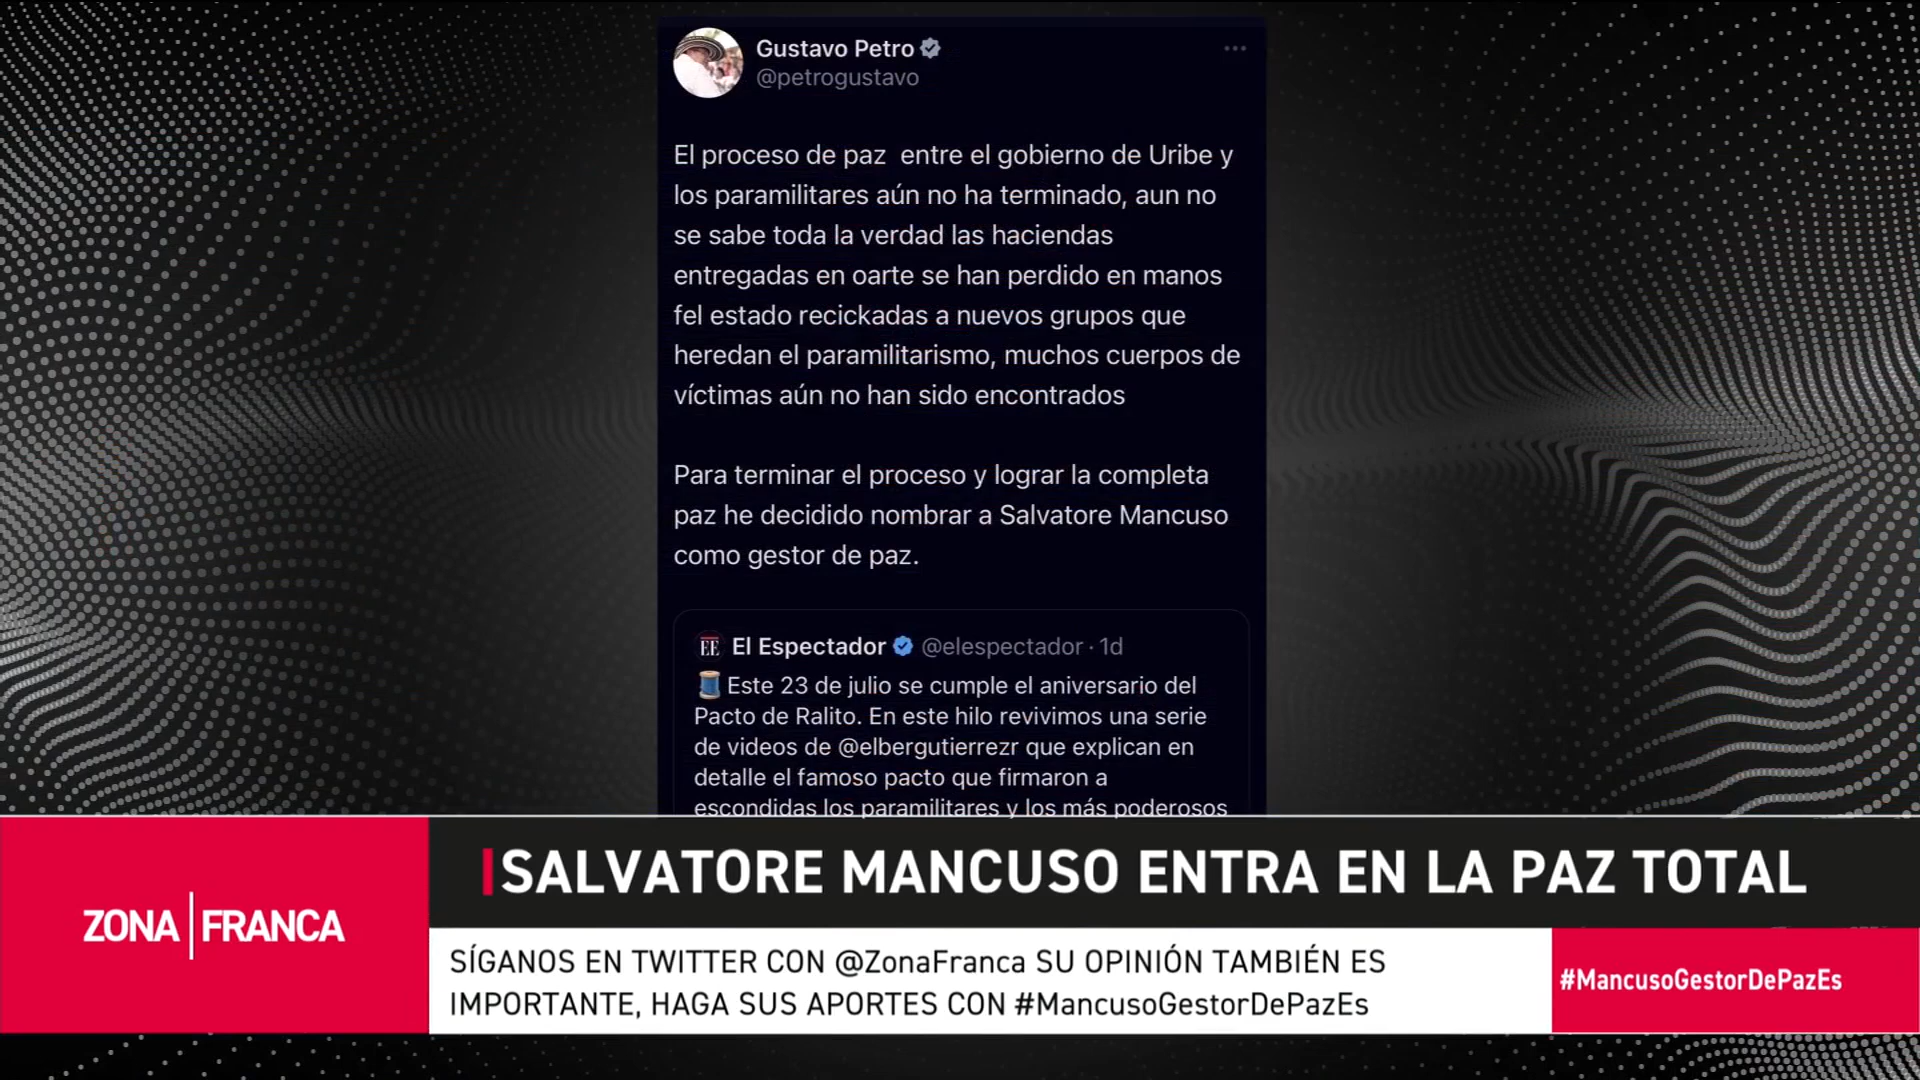 Gustavo Petro
@petrogustavo
El proceso de paz  entre el gobierno de Uribe y
los paramilitares aún no ha terminado, aun no
se sabe toda la verdad las haciendas
entregadas en oarte se han perdido en manos
fel estado recickadas a nuevos grupos que
heredan el paramilitarismo, muchos cuerpos de
víctimas aún no han sido encontrados
Para terminar el proceso y lograr la completa
paz he decidido nombrar a Salvatore Mancuso
como gestor de paz.
EE El Espectador @elespectador · 1d
Este 23 de julio se cumple el aniversario del
Pacto de Ralito. En este hilo revivimos una serie
de videos de @elbergutierrezr que explican en
detalle el famoso pacto que firmaron a
escondidas los paramilitares y los más poderosos
SALVATORE MANCUSO ENTRA EN LA PAZ TOTAL
ZONA FRANCA
SÍGANOS EN TWITTER CON @ZonaFranca SU OPINIÓN TAMBIÉN ES
IMPORTANTE, HAGA SUS APORTES CON #MancusoGestorDePazEs
#MancusoGestorDePazEs